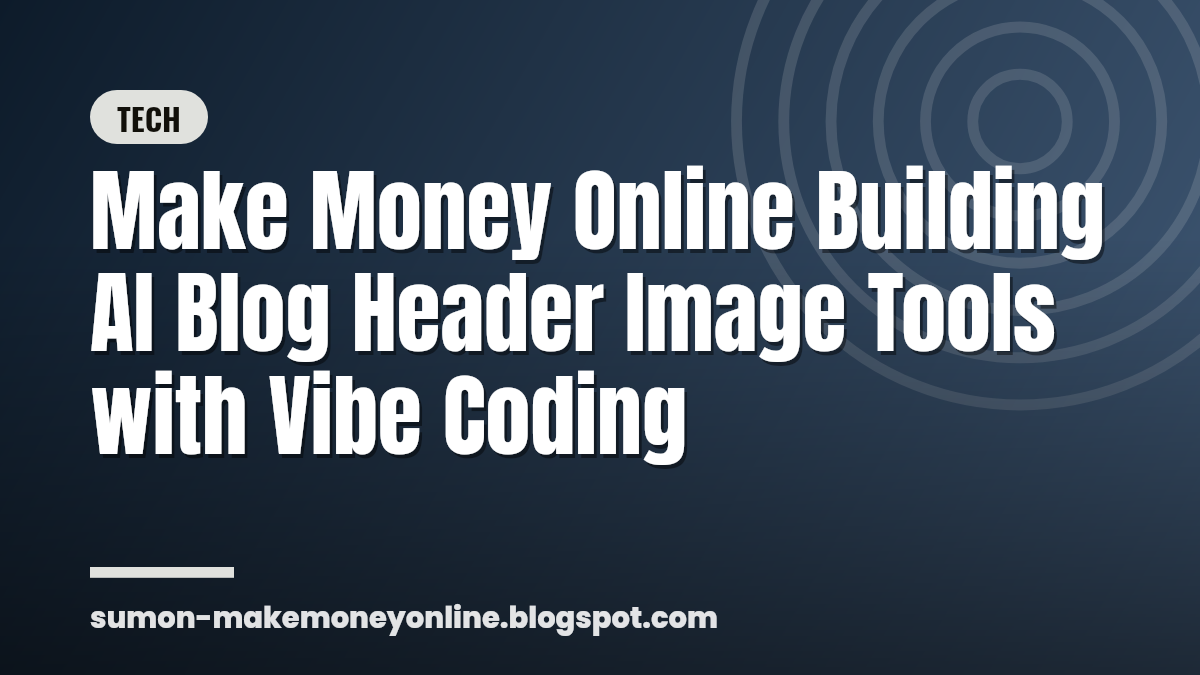 TECH
Make Money Online Building
AI Blog Header Image Tools
with Vibe Coding
sumon-makemoneyonline.blogspot.com